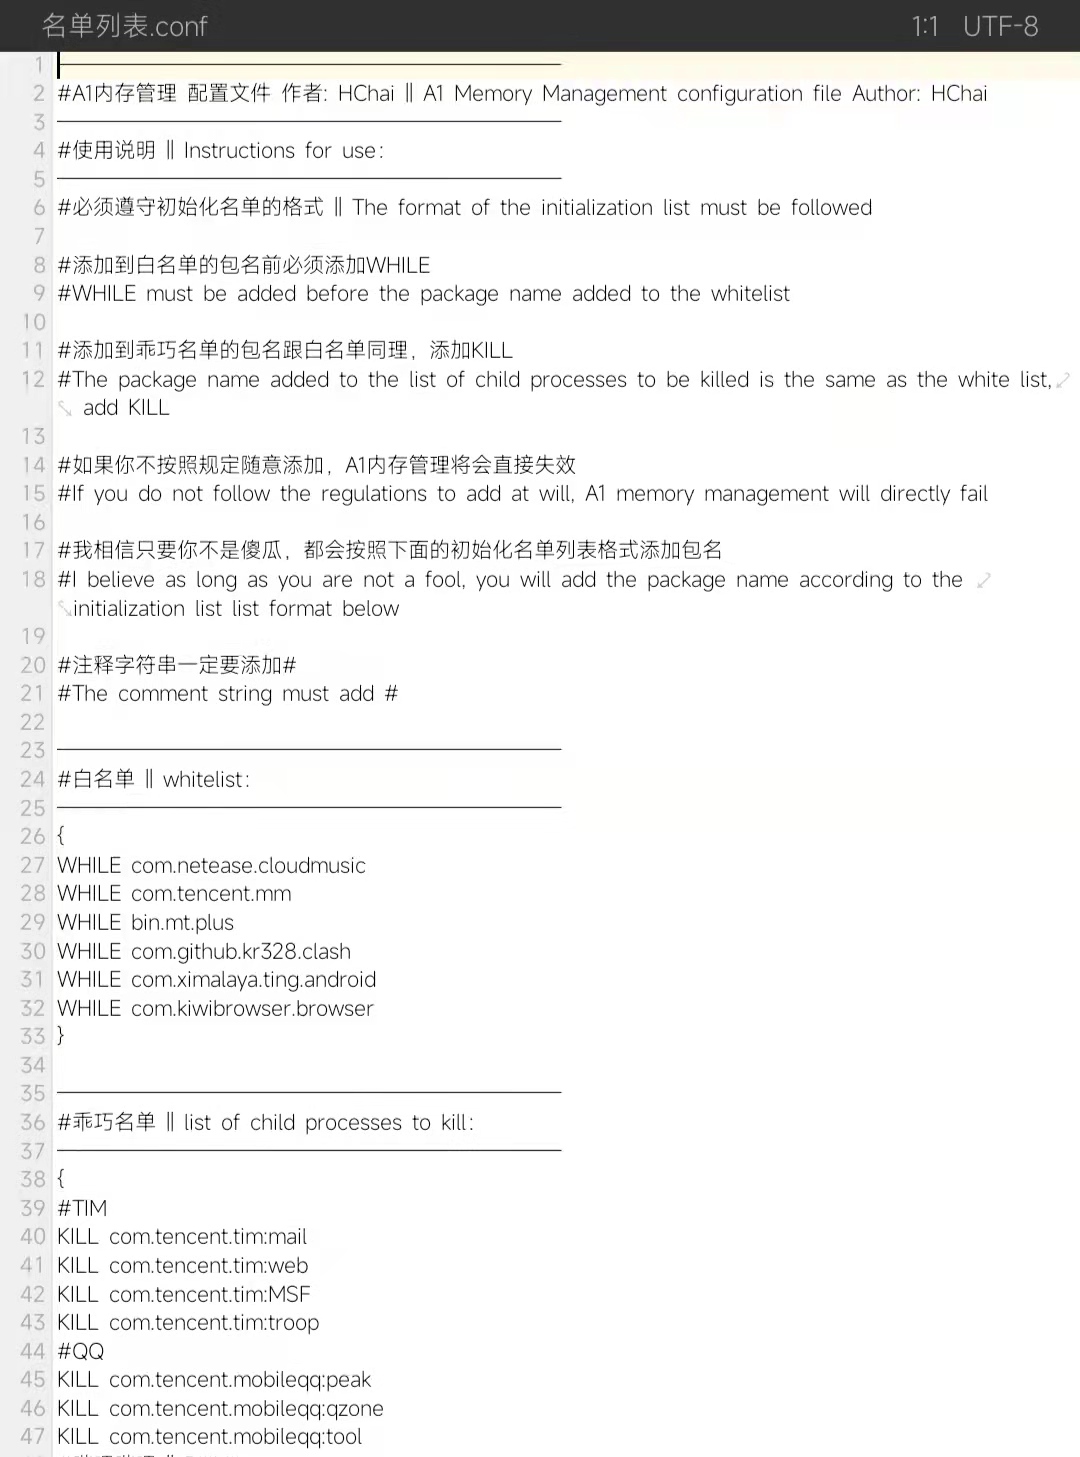 名单列表.conf 1:1 UTF-8
1
2 #A1内存管理 配置文件 作者: HChai || A1 Memory Management configuration file Author: HChai
3
4 #使用说明 || Instructions for use:
5
6 #必须遵守初始化名单的格式 || The format of the initialization list must be followed
7
8 #添加到白名单的包名前必须添加WHILE
9 #WHILE must be added before the package name added to the whitelist
10
11 #添加到乖巧名单的包名跟白名单同理，添加KILL
12 #The package name added to the list of child processes to be killed is the same as the white list,
add KILL
13
14 #如果你不按照规定随意添加，A1内存管理将会直接失效
15 #If you do not follow the regulations to add at will, A1 memory management will directly fail
16
17 #我相信只要你不是傻瓜，都会按照下面的初始化名单列表格式添加包名
18 #I believe as long as you are not a fool, you will add the package name according to the
initialization list list format below
19
20 #注释字符串一定要添加#
21 #The comment string must add #
22
23
24 #白名单 || whitelist:
25
26 {
27 WHILE com.netease.cloudmusic
28 WHILE com.tencent.mm
29 WHILE bin.mt.plus
30 WHILE com.github.kr328.clash
31 WHILE com.ximalaya.ting.android
32 WHILE com.kiwibrowser.browser
33 }
34
35
36 #乖巧名单 || list of child processes to kill:
37
38 {
39 #TIM
40 KILL com.tencent.tim:mail
41 KILL com.tencent.tim:web
42 KILL com.tencent.tim:MSF
43 KILL com.tencent.tim:troop
44 #QQ
45 KILL com.tencent.mobileqq:peak
46 KILL com.tencent.mobileqq:qzone
47 KILL com.tencent.mobileqq:tool